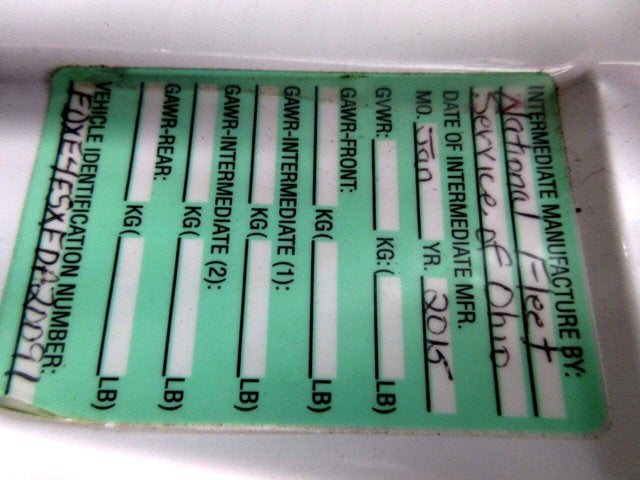 INTERMEDIATE MANUFACTURE BY:
National Fleet
Service of Ohio
DATE OF INTERMEDIATE MFR.
MO. Jan YR. 2015
GVWR: KG: ( LB)
GAWR-FRONT:
KG( LB)
GAWR-INTERMEDIATE (1):
KG( LB)
GAWR-INTERMEDIATE (2):
KG( LB)
GAWR-REAR:
KG( LB)
VEHICLE IDENTIFICATION NUMBER: